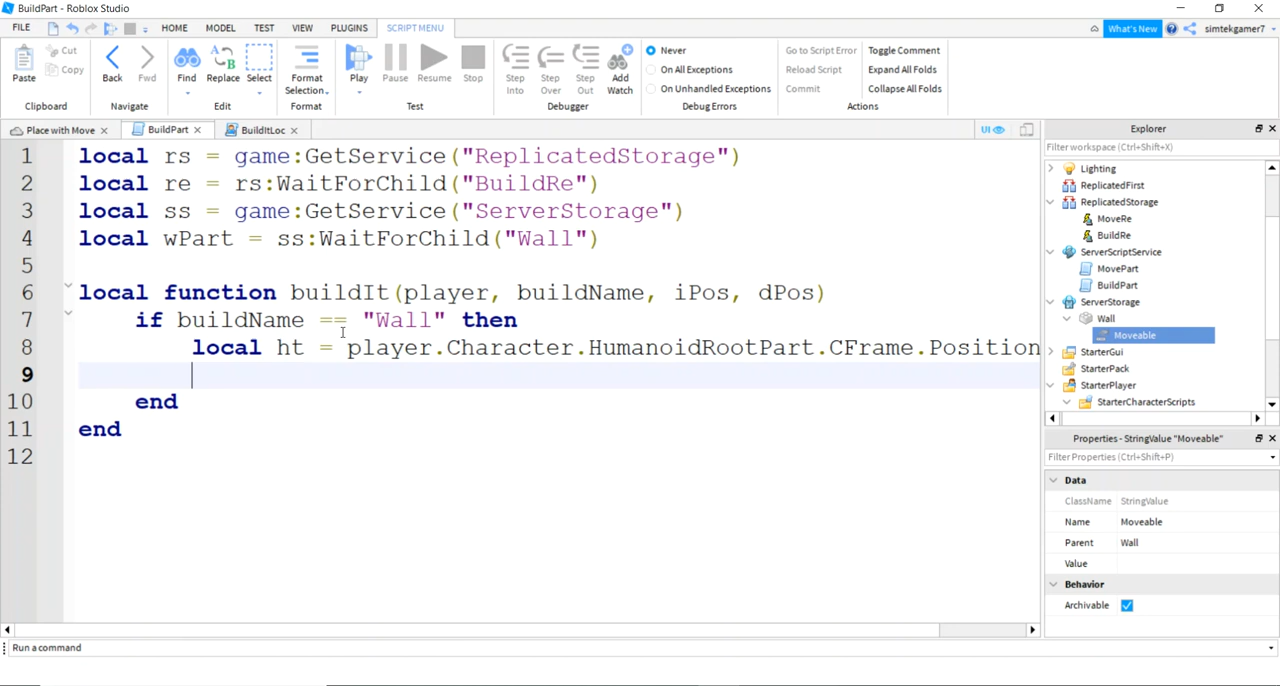 BuildPart - Roblox Studio
FILE HOME MODEL TEST VIEW PLUGINS SCRIPT MENU What's New simtekgamer7
Paste Cut Copy Back Fwd Find Replace Select Format Selection Play Pause Resume Stop Step Into Step Over Step Out Add Watch Never On All Exceptions On Unhandled Exceptions Go to Script Error Reload Script Commit Apply Comment Toggle Comment Expand All Folds Collapse All Folds
Clipboard Navigate Edit Format Test Debugger Debug Errors Actions
Place with Move BuildPart BuildItLoc UI
1 local rs = game:GetService("ReplicatedStorage")
2 local re = rs:WaitForChild("BuildRe")
3 local ss = game:GetService("ServerStorage")
4 local wPart = ss:WaitForChild("Wall")
5
6 local function buildIt(player, buildName, iPos, dPos)
7 if buildName == "Wall" then
8 local ht = player.Character.HumanoidRootPart.CFrame.Position
9
10 end
11 end
12
Explorer
Filter workspace (Ctrl+Shift+X)
Lighting
ReplicatedFirst
ReplicatedStorage
MoveRe
BuildRe
ServerScriptService
MovePart
BuildPart
ServerStorage
Wall
Moveable
StarterGui
StarterPack
StarterPlayer
StarterCharacterScripts
Properties - StringValue "Moveable"
Filter Properties (Ctrl+Shift+P)
Data
ClassName StringValue
Name Moveable
Parent Wall
Value
Behavior
Archivable
Run a command